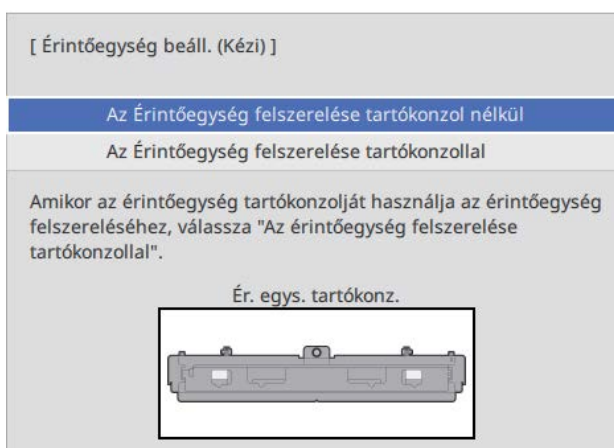 [ Érintőegység beáll. (Kézi) ]
Az Érintőegység felszerelése tartókonzol nélkül
Az Érintőegység felszerelése tartókonzollal
Amikor az érintőegység tartókonzolját használja az érintőegység
felszereléséhez, válassza "Az érintőegység felszerelése
tartókonzollal".
Ér. egys. tartókonz.